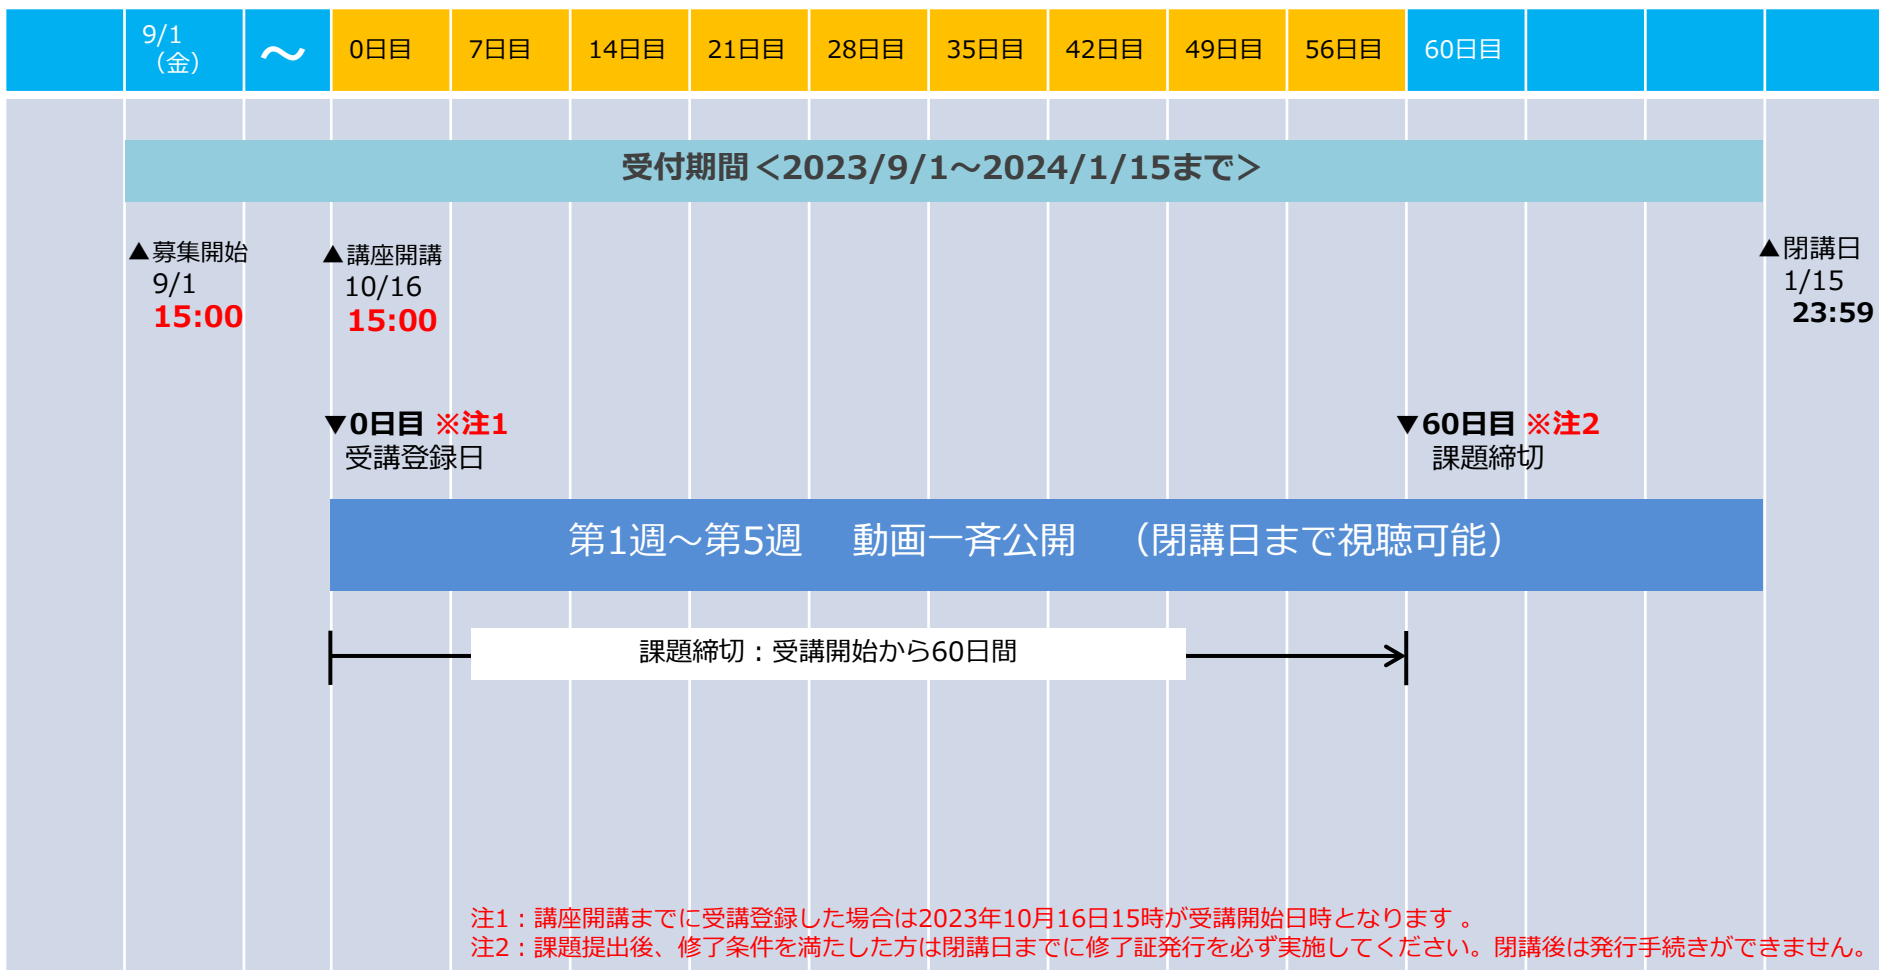 9/1
（金）
～
0日目
7日目
14日目
21日目
28日目
35日目
42日目
49日目
56日目
60日目
受付期間＜2023/9/1～2024/1/15まで＞
▲募集開始
9/1
15:00
▲講座開講
10/16
15:00
▲閉講日
1/15
23:59
▼0日目 ※注1
受講登録日
▼60日目 ※注2
課題締切
第1週～第5週　動画一斉公開　（閉講日まで視聴可能）
課題締切：受講開始から60日間
注1：講座開講までに受講登録した場合は2023年10月16日15時が受講開始日時となります 。
注2：課題提出後、修了条件を満たした方は閉講日までに修了証発行を必ず実施してください。閉講後は発行手続きができません。